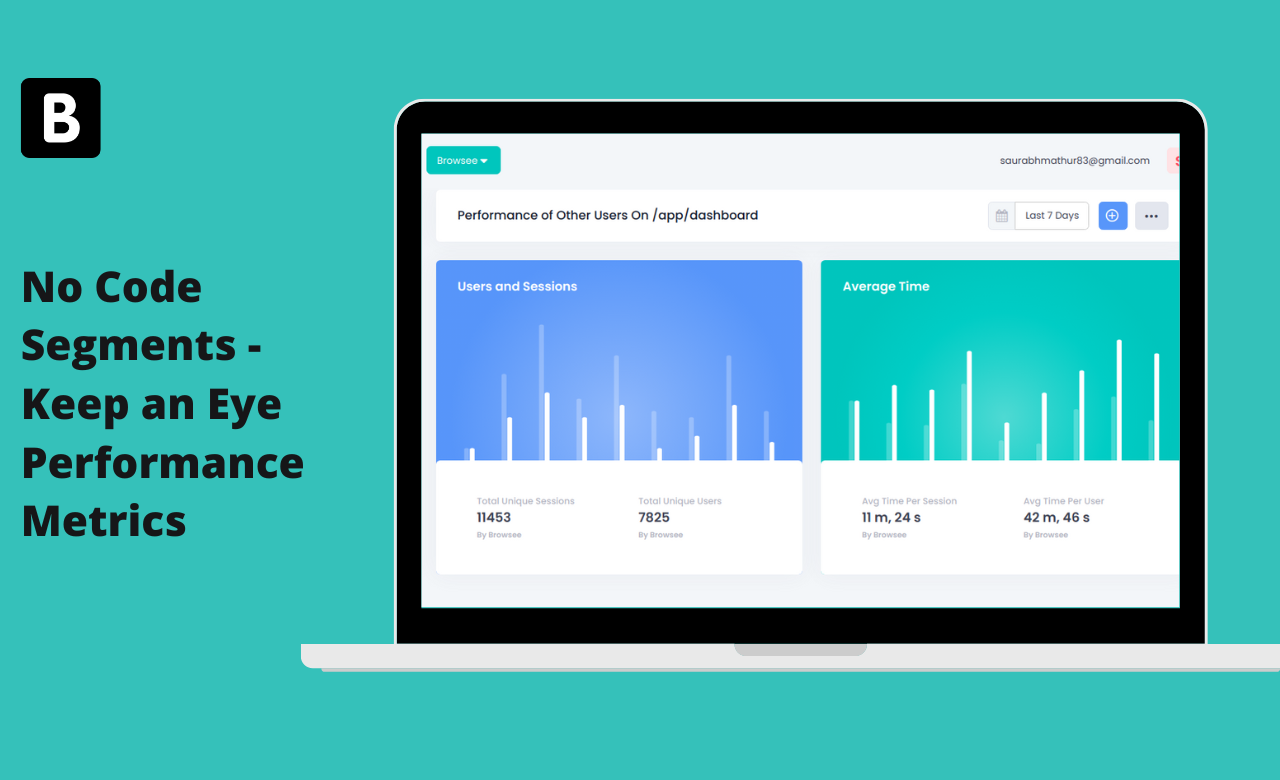 B
No Code
Segments -
Keep an Eye
Performance
Metrics
Browsee
saurabhmathur83@gmail.com
Performance of Other Users On /app/dashboard
Last 7 Days
Users and Sessions
Average Time
Total Unique Sessions
Total Unique Users
11453
7825
By Browsee
By Browsee
Avg Time Per Session
Avg Time Per User
11 m, 24 s
42 m, 46 s
By Browsee
By Browsee